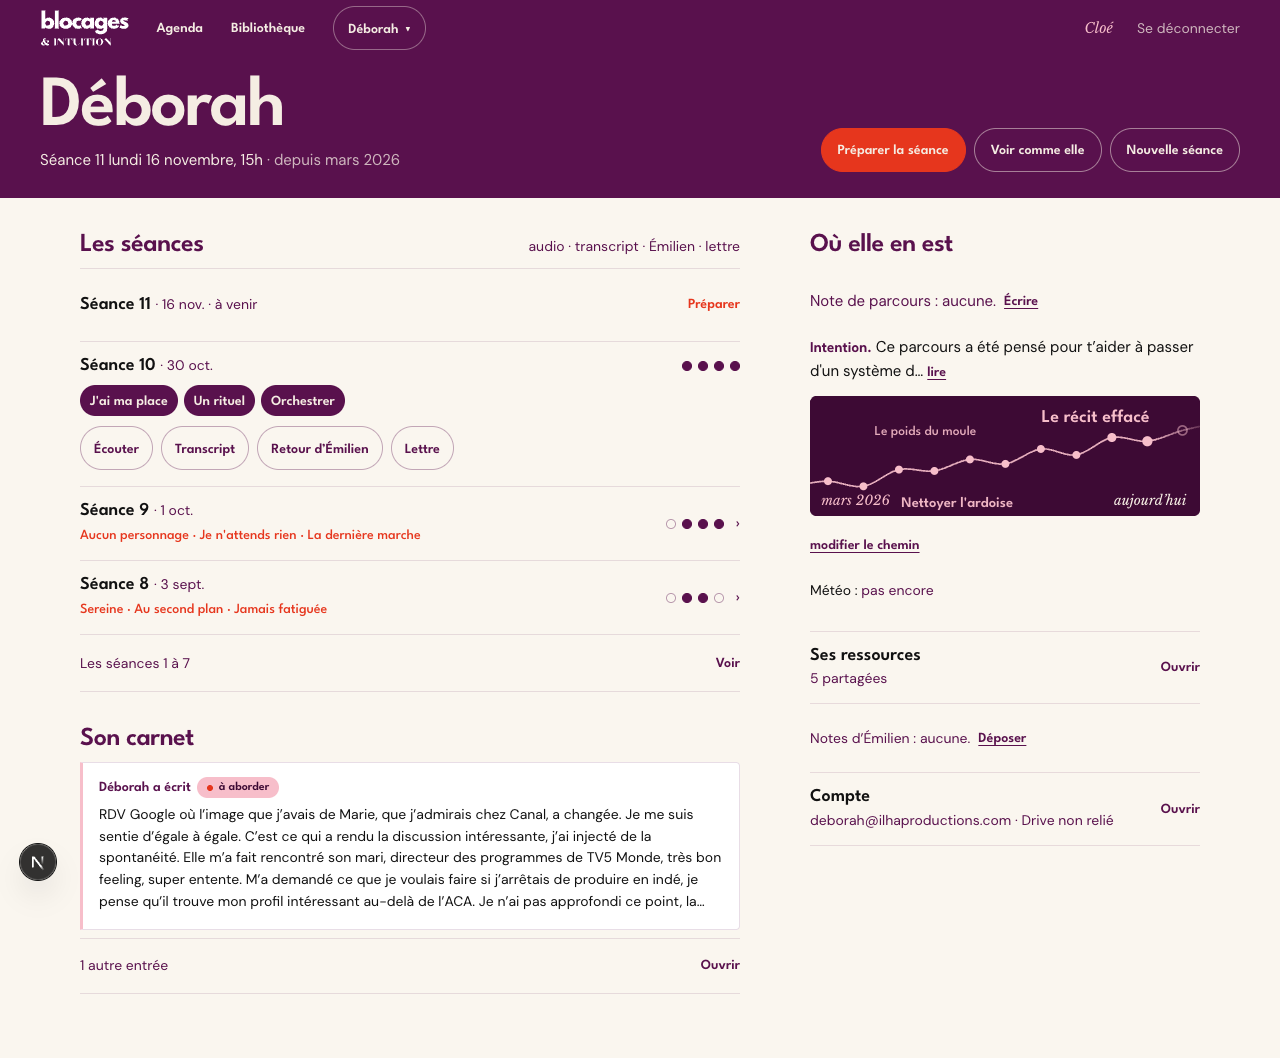 blocages
& INTUITION
Agenda
Bibliothèque
Déborah ▾
Cloé
Se déconnecter
Déborah
Séance 11 lundi 16 novembre, 15h · depuis mars 2026
Préparer la séance
Voir comme elle
Nouvelle séance
Les séances
audio · transcript · Émilien · lettre
Séance 11 · 16 nov. · à venir
Préparer
Séance 10 · 30 oct.
J'ai ma place
Un rituel
Orchestrer
Écouter
Transcript
Retour d’Émilien
Lettre
Séance 9 · 1 oct.
Aucun personnage · Je n'attends rien · La dernière marche
›
Séance 8 · 3 sept.
Sereine · Au second plan · Jamais fatiguée
›
Les séances 1 à 7
Voir
Son carnet
Déborah a écrit
à aborder
RDV Google où l’image que j’avais de Marie, que j’admirais chez Canal, a changée. Je me suis
sentie d’égale à égale. C’est ce qui a rendu la discussion intéressante, j’ai injecté de la
spontanéité. Elle m’a fait rencontré son mari, directeur des programmes de TV5 Monde, très bon
feeling, super entente. M’a demandé ce que je voulais faire si j’arrêtais de produire en indé, je
pense qu’il trouve mon profil intéressant au-delà de l’ACA. Je n’ai pas approfondi ce point, la…
1 autre entrée
Ouvrir
Où elle en est
Note de parcours : aucune. Écrire
Intention. Ce parcours a été pensé pour t’aider à passer
d'un système d… lire
Le récit effacé
Le poids du moule
mars 2026
Nettoyer l'ardoise
aujourd’hui
modifier le chemin
Météo : pas encore
Ses ressources
5 partagées
Ouvrir
Notes d’Émilien : aucune. Déposer
Compte
deborah@ilhaproductions.com · Drive non relié
Ouvrir
N